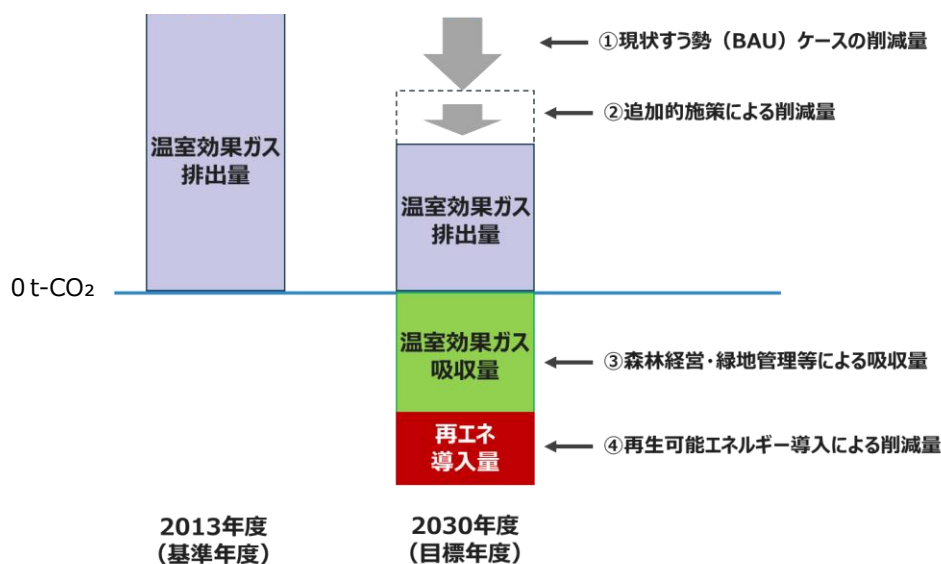 ①現状すう勢（BAU）ケースの削減量
②追加的施策による削減量
温室効果ガス
排出量
温室効果ガス
排出量
0 t-CO₂
温室効果ガス
吸収量
③森林経営・緑地管理等による吸収量
再エネ
導入量
④再生可能エネルギー導入による削減量
2013年度
（基準年度）
2030年度
（目標年度）